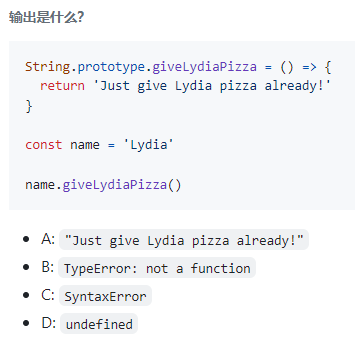 输出是什么?
String.prototype.giveLydiaPizza = () => {
  return 'Just give Lydia pizza already!'
}
const name = 'Lydia'
name.giveLydiaPizza()
• A: "Just give Lydia pizza already!"
• B: TypeError: not a function
• C: SyntaxError
• D: undefined